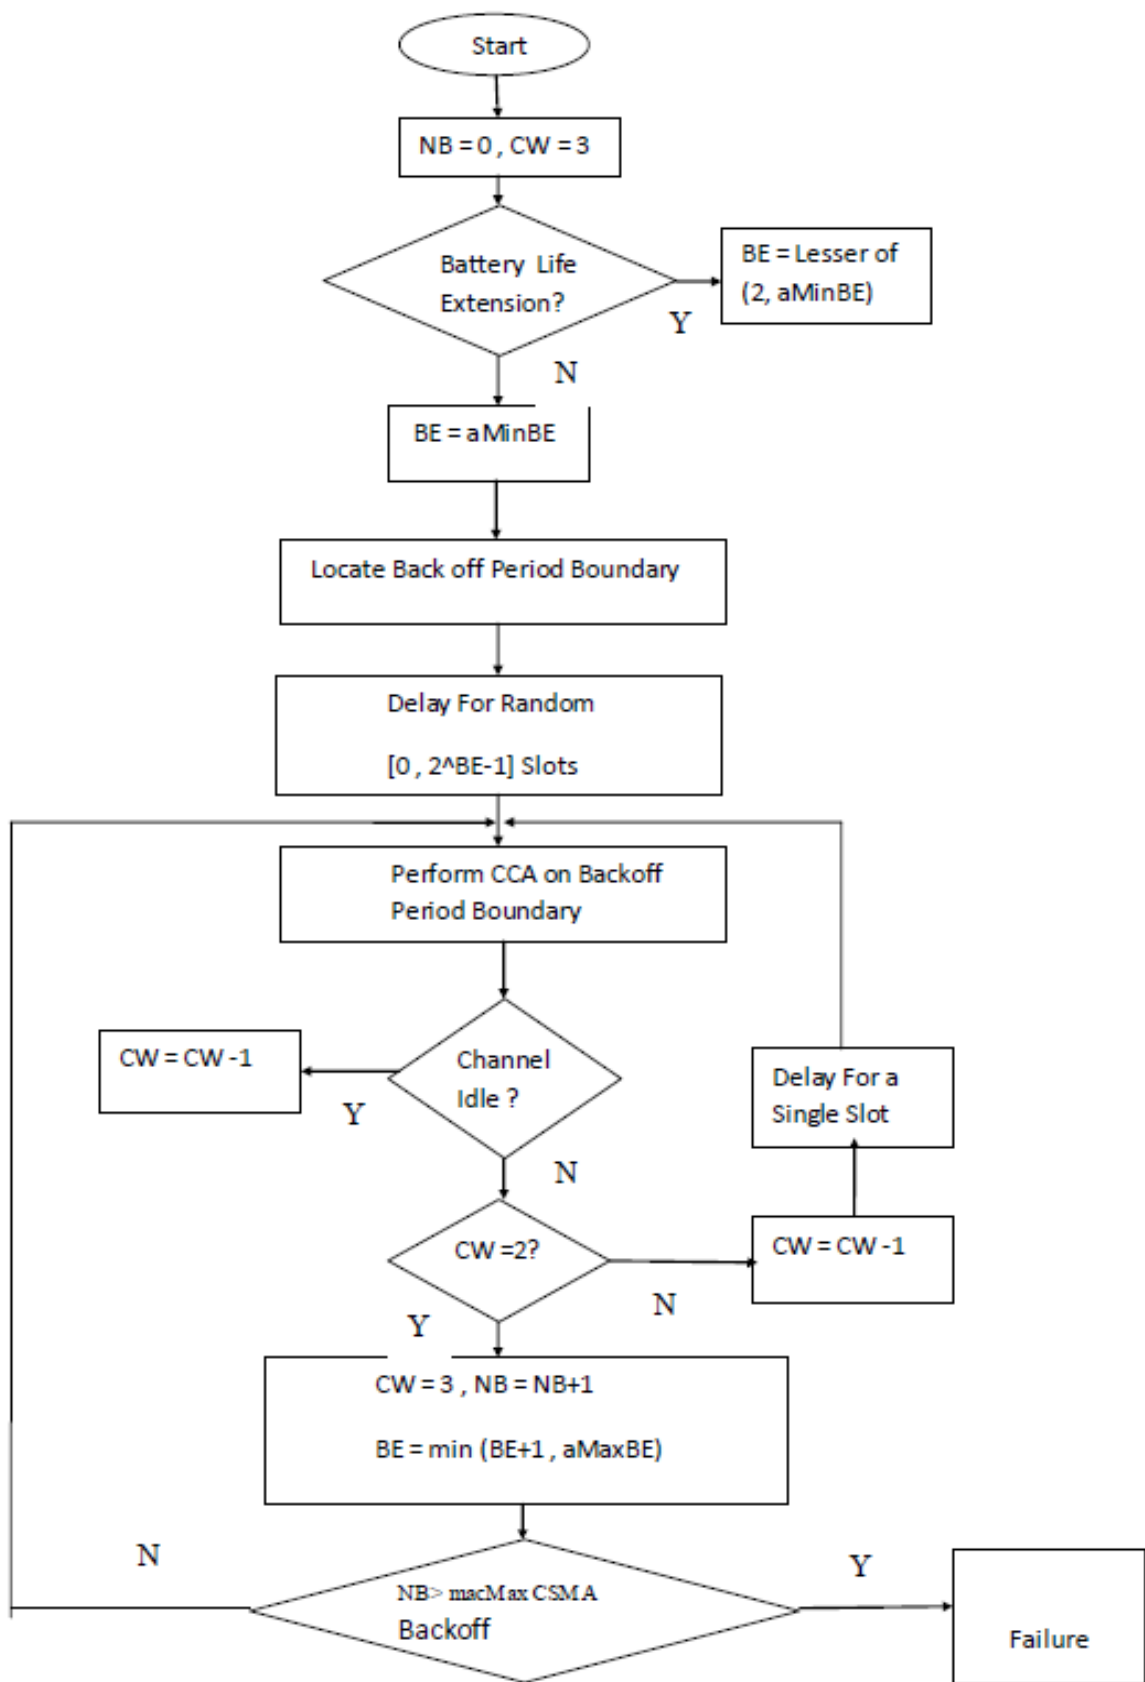 Start
NB = 0 , CW = 3
Battery Life
Extension?
Y
BE = Lesser of
(2, aMinBE)
N
BE = aMinBE
Locate Back off Period Boundary
Delay For Random
[0 , 2^BE-1] Slots
Perform CCA on Backoff
Period Boundary
Channel
Idle ?
Y
CW = CW -1
N
Delay For a
Single Slot
CW =2?
N
CW = CW -1
Y
CW = 3 , NB = NB+1
BE = min (BE+1 , aMaxBE)
NB> macMax CSMA
Backoff
N
Y
Failure